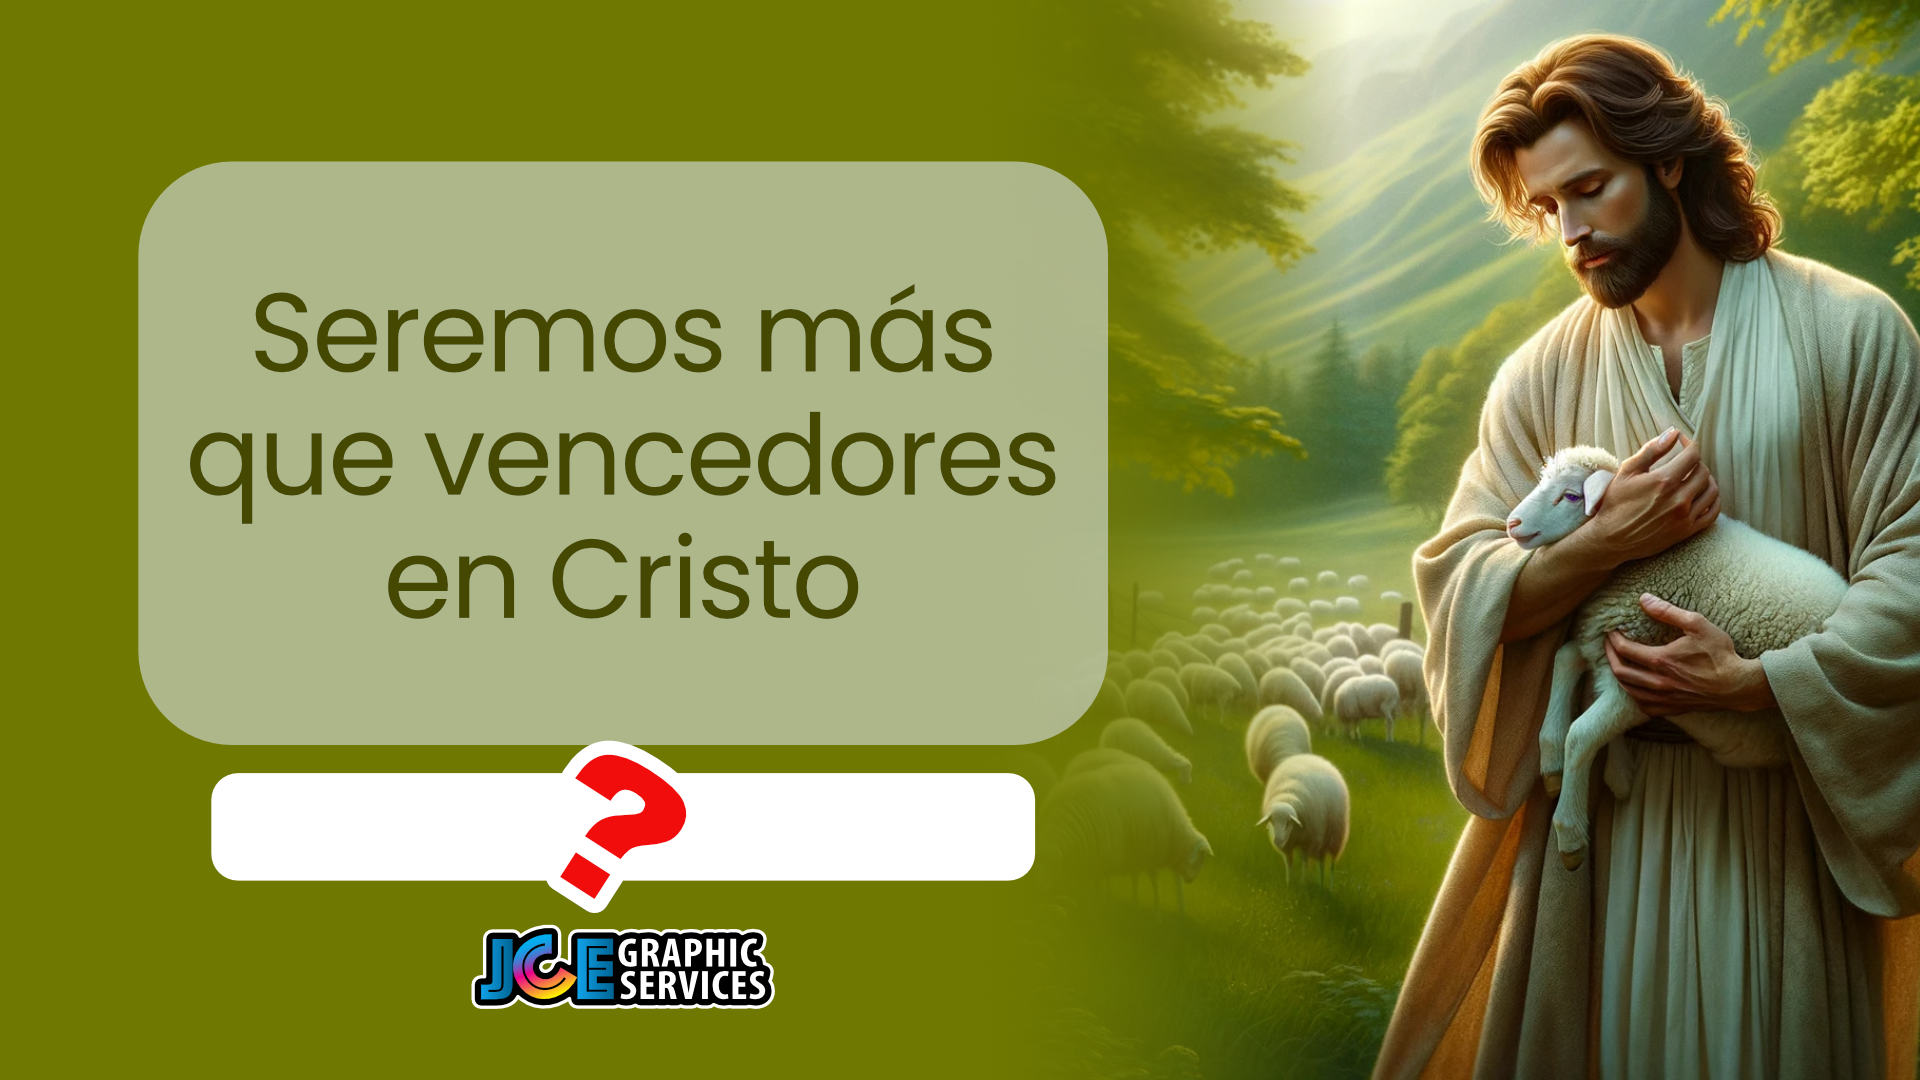 Seremos más
que vencedores
en Cristo
?
JCE GRAPHIC
SERVICES